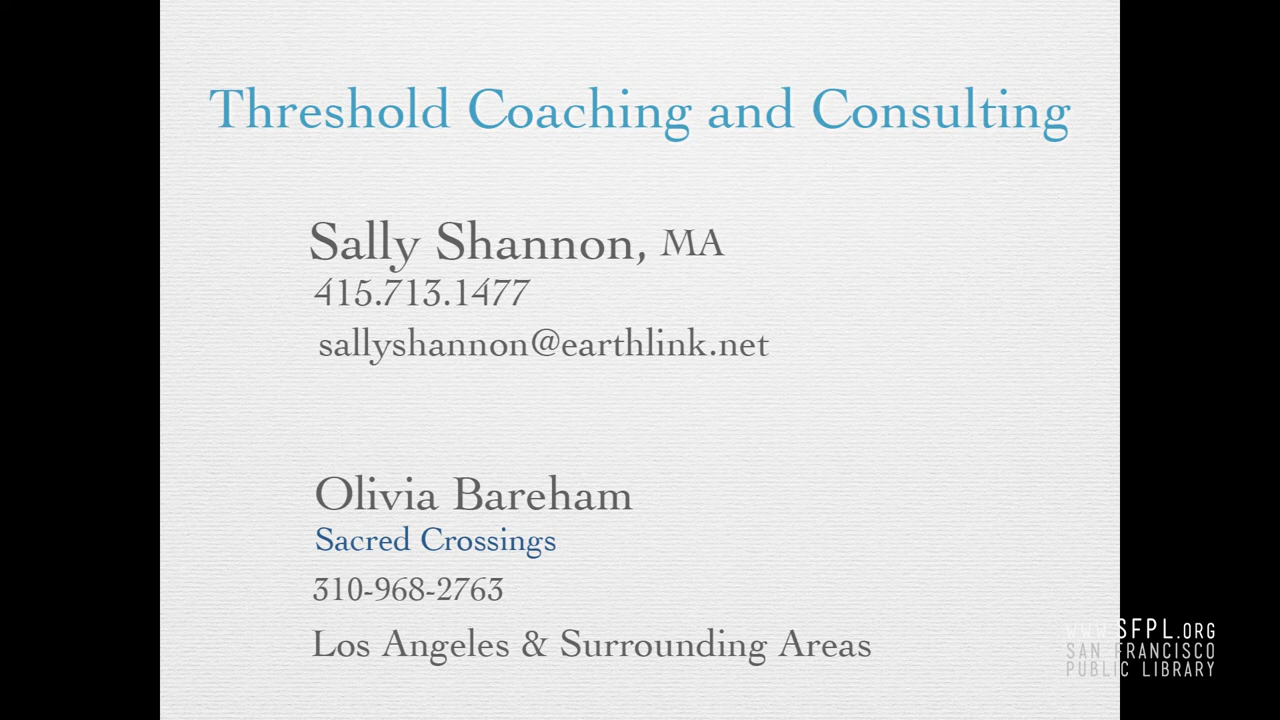 Threshold Coaching and Consulting
Sally Shannon, MA
415.713.1477
sallyshannon@earthlink.net
Olivia Bareham
Sacred Crossings
310-968-2763
Los Angeles & Surrounding Areas
WWW.SFPL.ORG
SAN FRANCISCO
PUBLIC LIBRARY